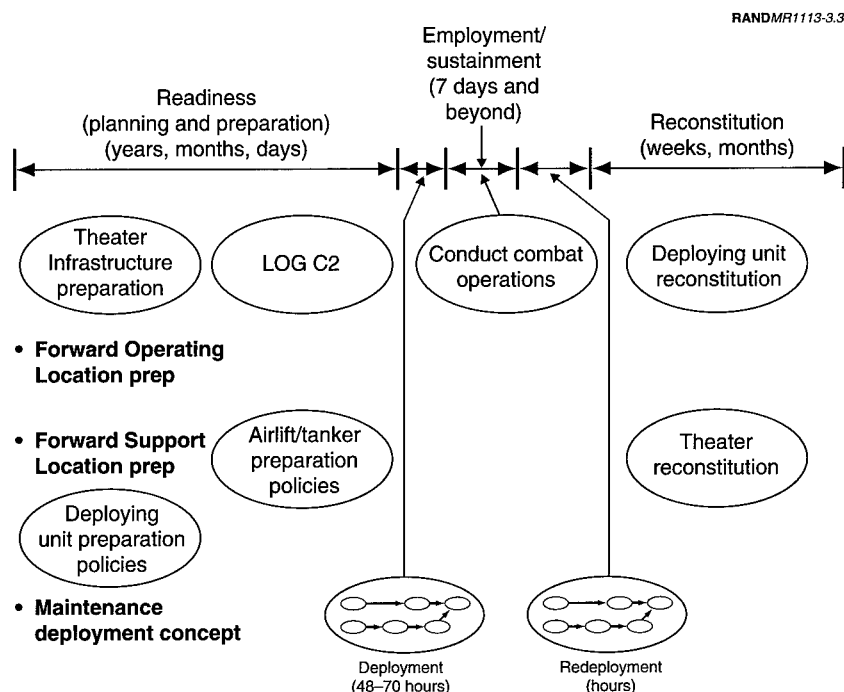 RANDMR1113-3.3
Employment/
sustainment
(7 days and
beyond)
Readiness
(planning and preparation)
(years, months, days)
Reconstitution
(weeks, months)
Theater
Infrastructure
preparation
LOG C2
Conduct combat
operations
Deploying unit
reconstitution
• Forward Operating
Location prep
• Forward Support
Location prep
Airlift/tanker
preparation
policies
Theater
reconstitution
Deploying
unit preparation
policies
• Maintenance
deployment concept
Deployment
(48–70 hours)
Redeployment
(hours)